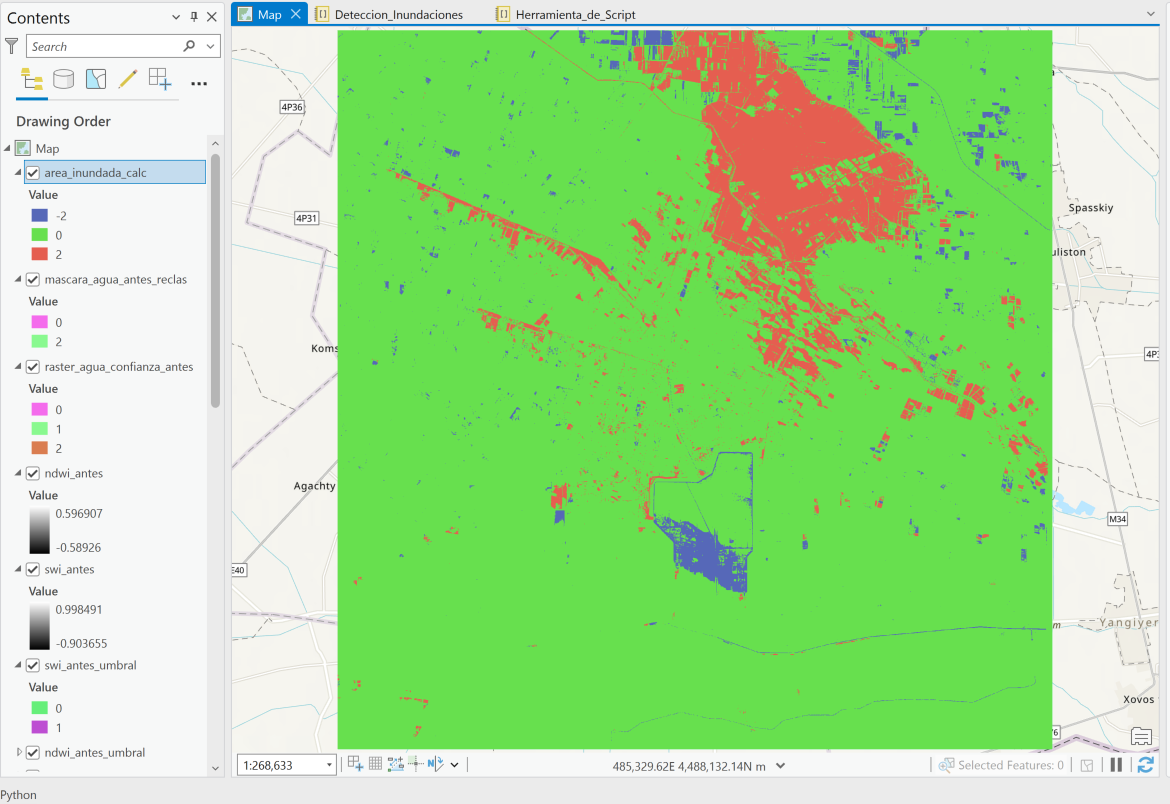 Contents
Search
Drawing Order
Map
area_inundada_calc
Value
-2
0
2
mascara_agua_antes_reclas
Value
0
2
raster_agua_confianza_antes
Value
0
1
2
ndwi_antes
Value
0.596907
-0.58926
swi_antes
Value
0.998491
-0.903655
swi_antes_umbral
Value
0
1
ndwi_antes_umbral
Python
Map
Deteccion_Inundaciones
Herramienta_de_Script
4P36
4P31
Spasskiy
uliston
Koms
4P
Agachty
M34
E40
Yangiyer
Xovos
1:268,633
485,329.62E 4,488,132.14N m
Selected Features: 0